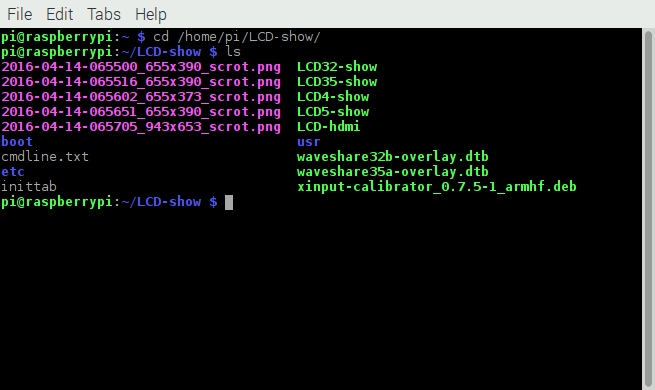 File Edit Tabs Help
pi@raspberrypi:~ $ cd /home/pi/LCD-show/
pi@raspberrypi:~/LCD-show $ ls
2016-04-14-065500_655x390_scrot.png LCD32-show
2016-04-14-065516_655x390_scrot.png LCD35-show
2016-04-14-065602_655x373_scrot.png LCD4-show
2016-04-14-065651_655x390_scrot.png LCD5-show
2016-04-14-065705_943x653_scrot.png LCD-hdmi
boot usr
cmdline.txt waveshare32b-overlay.dtb
etc waveshare35a-overlay.dtb
inittab xinput-calibrator_0.7.5-1_armhf.deb
pi@raspberrypi:~/LCD-show $